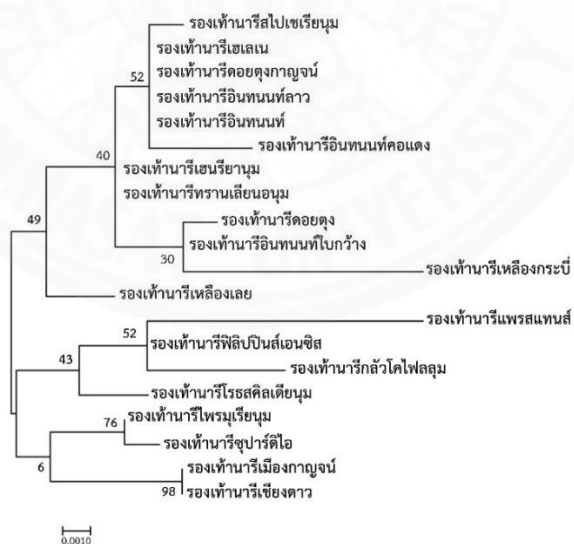 รองเท้านารีสไปเซเรียนุม
รองเท้านารีเฮเลเน
52
รองเท้านารีดอยตุงกาญจน์
รองเท้านารีอินทนนท์ลาว
รองเท้านารีอินทนนท์
รองเท้านารีอินทนนท์คอแดง
40
รองเท้านารีเฮนรียานุม
รองเท้านารีทรานเลียนอนุม
รองเท้านารีดอยตุง
49
รองเท้านารีอินทนนท์ใบกว้าง
30
รองเท้านารีเหลืองกระบี่
รองเท้านารีเหลืองเลย
รองเท้านารีแพรสแทนส์
52
รองเท้านารีฟิลิปปินส์เอนซิส
43
รองเท้านารีกลัวโคไฟลลุม
รองเท้านารีโรธสคิลเดียนุม
รองเท้านารีไพรมุเรียนุม
76
รองเท้านารีซุปาร์ดิไอ
6
รองเท้านารีเมืองกาญจน์
98
รองเท้านารีเชียงดาว
0.0010